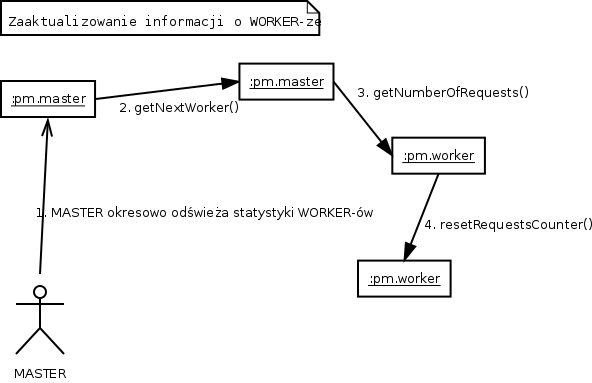 Zaaktualizowanie informacji o WORKER-ze
:pm.master
:pm.master
3. getNumberOfRequests()
2. getNextWorker()
:pm.worker
1. MASTER okresowo odświeża statystyki WORKER-ów
4. resetRequestsCounter()
:pm.worker
MASTER